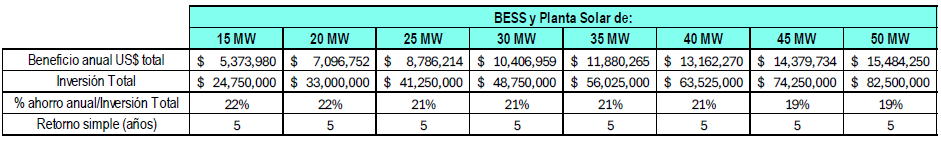 BESS y Planta Solar de:
15 MW 20 MW 25 MW 30 MW 35 MW 40 MW 45 MW 50 MW
Beneficio anual US$ total $ 5,373,980 $ 7,096,752 $ 8,786,214 $ 10,406,959 $ 11,880,265 $ 13,162,270 $ 14,379,734 $ 15,484,250
Inversión Total $ 24,750,000 $ 33,000,000 $ 41,250,000 $ 48,750,000 $ 56,025,000 $ 63,525,000 $ 74,250,000 $ 82,500,000
% ahorro anual/Inversión Total 22% 22% 21% 21% 21% 21% 19% 19%
Retorno simple (años) 5 5 5 5 5 5 5 5